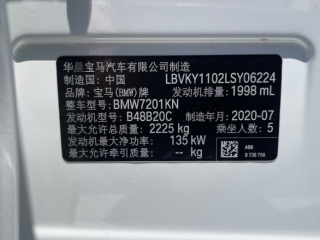 华晨宝马汽车有限公司制造
制造国：中国 LBVKY1102LSY06224
品牌：宝马(BMW)牌 发动机排量：1998 mL
整车型号：BMW7201KN
发动机型号：B48B20C 制造年月：2020-07
最大允许总质量：2225 kg 乘坐人数：5
发动机最大净功率：135 kW A96
最大允许牵引质量：- kg 8 738 756